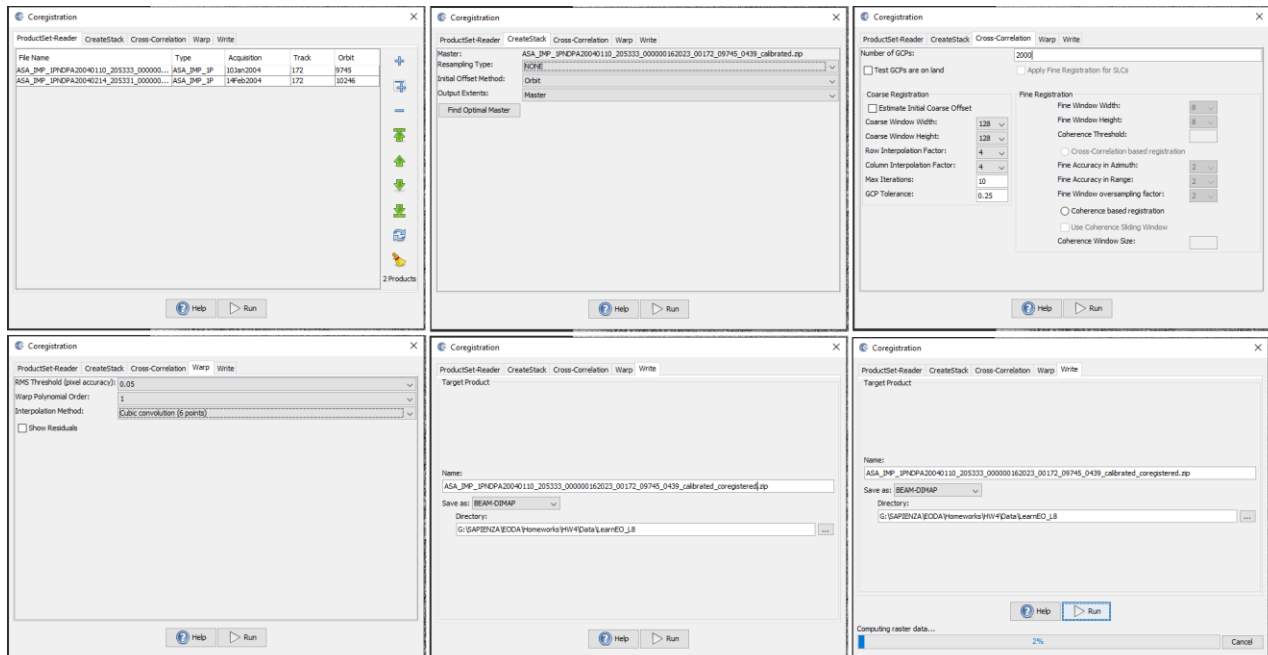 Coregistration
ProductSet-Reader CreateStack Cross-Correlation Warp Write
File Name Type Acquisition Track Orbit
ASA_IMP_1PNDPA20040110_205333_000000... ASA_IMP_1P 10Jan2004 172 9745
ASA_IMP_1PNDPA20040214_205331_000000... ASA_IMP_1P 14Feb2004 172 10246
2 Products
Help Run
Coregistration
ProductSet-Reader CreateStack Cross-Correlation Warp Write
Master: ASA_IMP_1PNDPA20040110_205333_000000162023_00172_09745_0439_calibrated.zip
Resampling Type: NONE
Initial Offset Method: Orbit
Output Extents: Master
Find Optimal Master
Help Run
Coregistration
ProductSet-Reader CreateStack Cross-Correlation Warp Write
Number of GCPs: 2000
Test GCPs are on land Apply Fine Registration for SLCs
Coarse Registration
Estimate Initial Coarse Offset
Coarse Window Width: 128
Coarse Window Height: 128
Row Interpolation Factor: 4
Column Interpolation Factor: 4
Max Iterations: 10
GCP Tolerance: 0.25
Fine Registration
Fine Window Width: 8
Fine Window Height: 8
Coherence Threshold:
Cross-Correlation based registration
Fine Accuracy in Azimuth: 2
Fine Accuracy in Range: 2
Fine Window oversampling factor: 2
Coherence based registration
Use Coherence Sliding Window
Coherence Window Size:
Help Run
Coregistration
ProductSet-Reader CreateStack Cross-Correlation Warp Write
RMS Threshold (pixel accuracy): 0.05
Warp Polynomial Order: 1
Interpolation Method: Cubic convolution (6 points)
Show Residuals
Help Run
Coregistration
ProductSet-Reader CreateStack Cross-Correlation Warp Write
Target Product
Name:
ASA_IMP_1PNDPA20040110_205333_000000162023_00172_09745_0439_calibrated_coregistered.zip
Save as: BEAM-DIMAP
Directory:
G:\SAPIENZA\EODA\Homeworks\HW4\Data\LearnEO_L8
...
Help Run
Coregistration
ProductSet-Reader CreateStack Cross-Correlation Warp Write
Target Product
Name:
ASA_IMP_1PNDPA20040110_205333_000000162023_00172_09745_0439_calibrated_coregistered.zip
Save as: BEAM-DIMAP
Directory:
G:\SAPIENZA\EODA\Homeworks\HW4\Data\LearnEO_L8
...
Help Run
Computing raster data...
2% Cancel